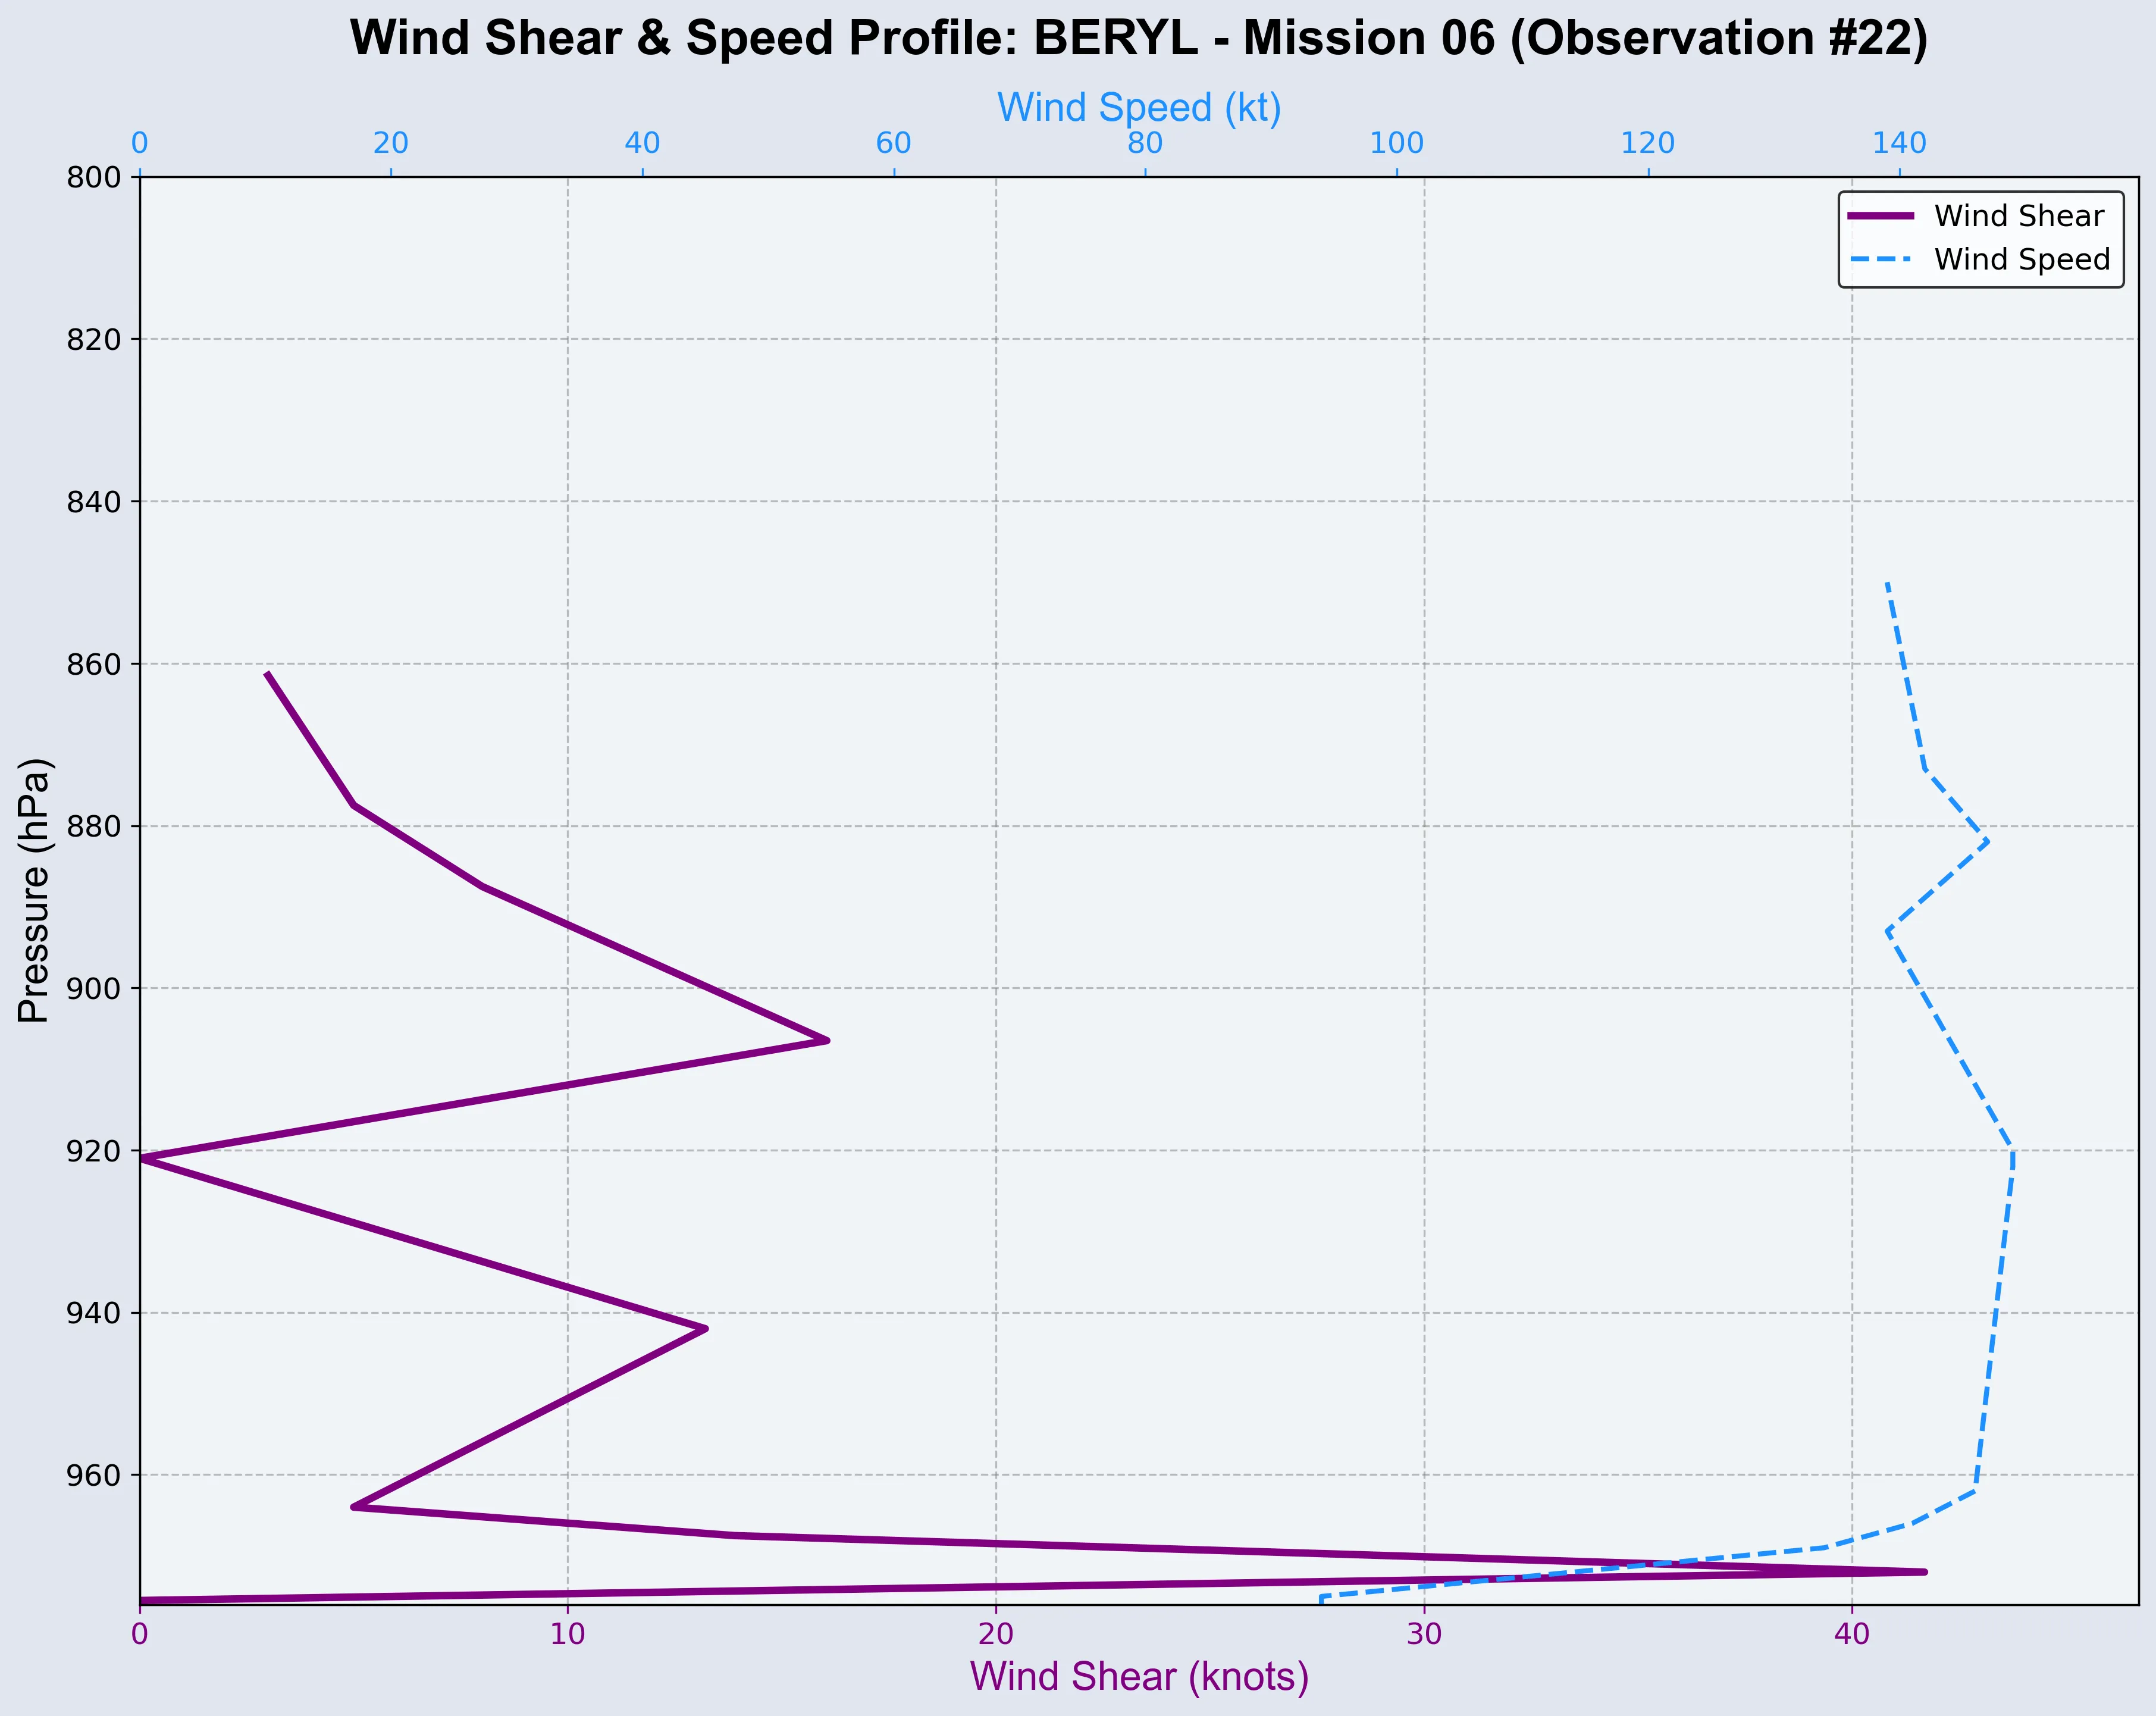 Wind Shear & Speed Profile: BERYL - Mission 06 (Observation #22)
Wind Speed (kt)
0 20 40 60 80 100 120 140
Wind Shear
Wind Speed
Pressure (hPa)
800
820
840
860
880
900
920
940
960
0 10 20 30 40
Wind Shear (knots)